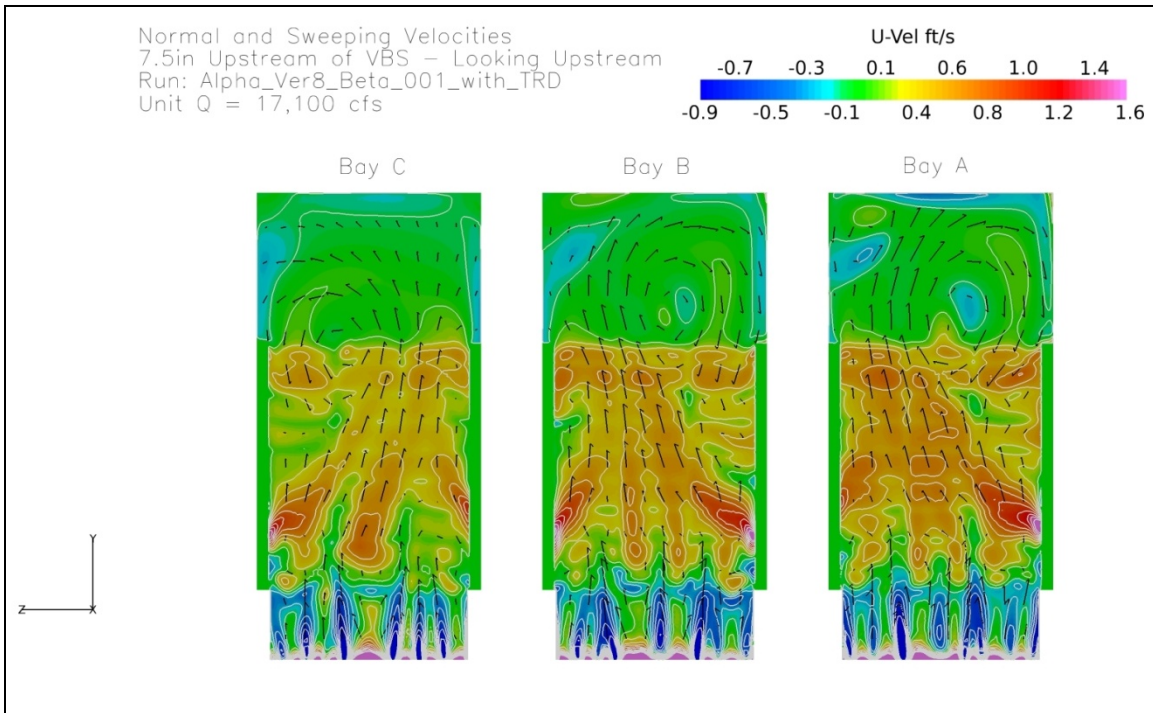 Normal and Sweeping Velocities
7.5in Upstream of VBS – Looking Upstream
Run: Alpha_Ver8_Beta_001_with_TRD
Unit Q = 17,100 cfs
U-Vel ft/s
-0.7 -0.3 0.1 0.6 1.0 1.4
-0.9 -0.5 -0.1 0.4 0.8 1.2 1.6
Bay C Bay B Bay A
Y
Z X